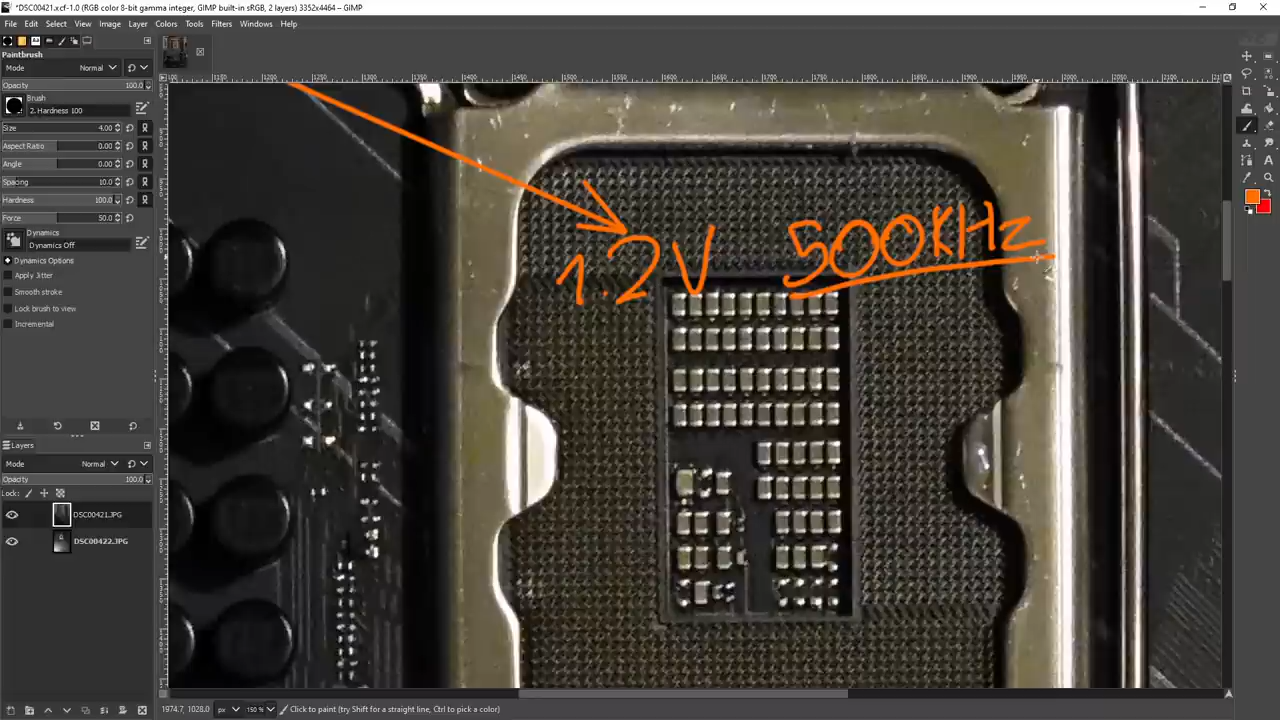 *DSC00421.xcf-1.0 (RGB color 8-bit gamma integer, GIMP built-in sRGB, 2 layers) 3352x4464 – GIMP
File Edit Select View Image Layer Colors Tools Filters Windows Help
Paintbrush
Mode Normal
Opacity 100.0
Brush
2. Hardness 100
Size 4.00
Aspect Ratio 0.00
Angle 0.00
Spacing 10.0
Hardness 100.0
Force 50.0
Dynamics
Dynamics Off
Dynamics Options
Apply Jitter
Smooth stroke
Lock brush to view
Incremental
Layers
Mode Normal
Opacity 100.0
Lock:
DSC00421.JPG
DSC00422.JPG
1.2V 500KHz
1974.7, 1028.0 px 150 % Click to paint (try Shift for a straight line, Ctrl to pick a color)